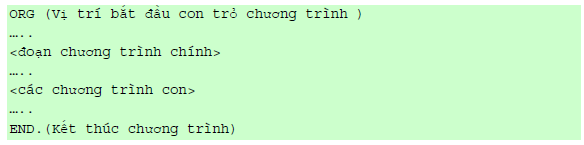 ORG (Vị trí bắt đầu con trỏ chương trình )
…..
<đoạn chương trình chính>
…..
<các chương trình con>
…..
END.(Kết thúc chương trình)